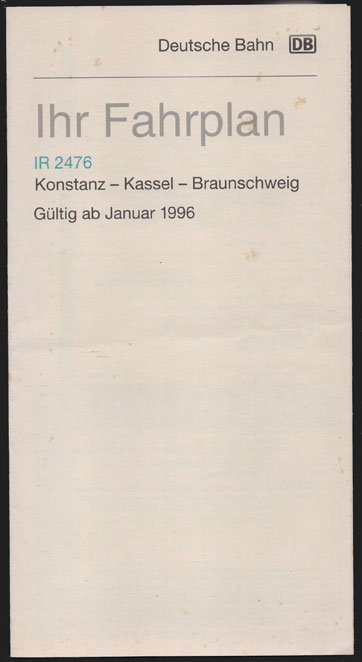 Deutsche Bahn DB
Ihr Fahrplan
IR 2476
Konstanz – Kassel – Braunschweig
Gültig ab Januar 1996